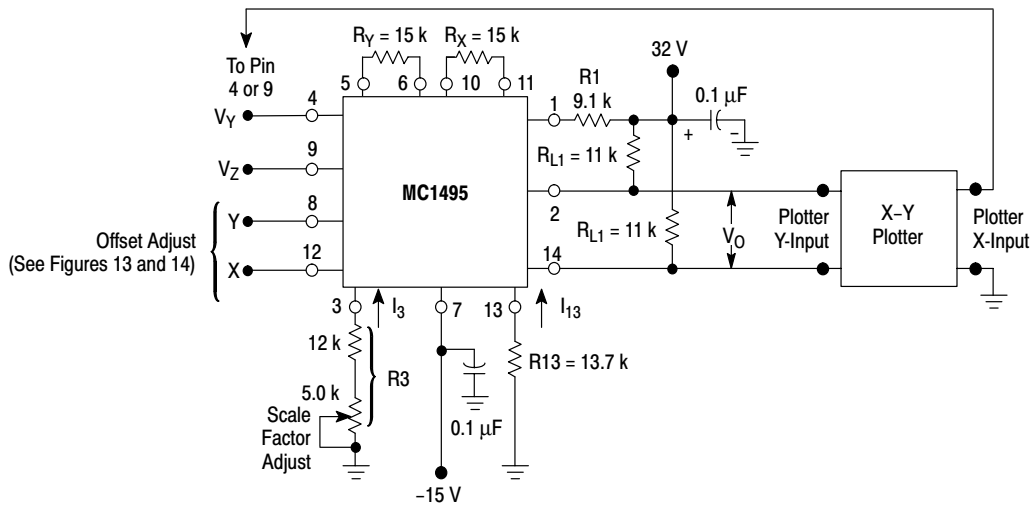 R_Y = 15 k
R_X = 15 k
32 V
To Pin
4 or 9
5
6
10
11
R1
9.1 k
0.1 μF
4
1
V_Y
+
−
R_L1 = 11 k
9
V_Z
MC1495
2
8
Y
Offset Adjust
(See Figures 13 and 14)
R_L1 = 11 k
V_O
Plotter
Y-Input
X–Y
Plotter
Plotter
X-Input
12
X
14
3
I_3
7
13
I_13
12 k
R3
R13 = 13.7 k
5.0 k
Scale
Factor
Adjust
0.1 μF
–15 V